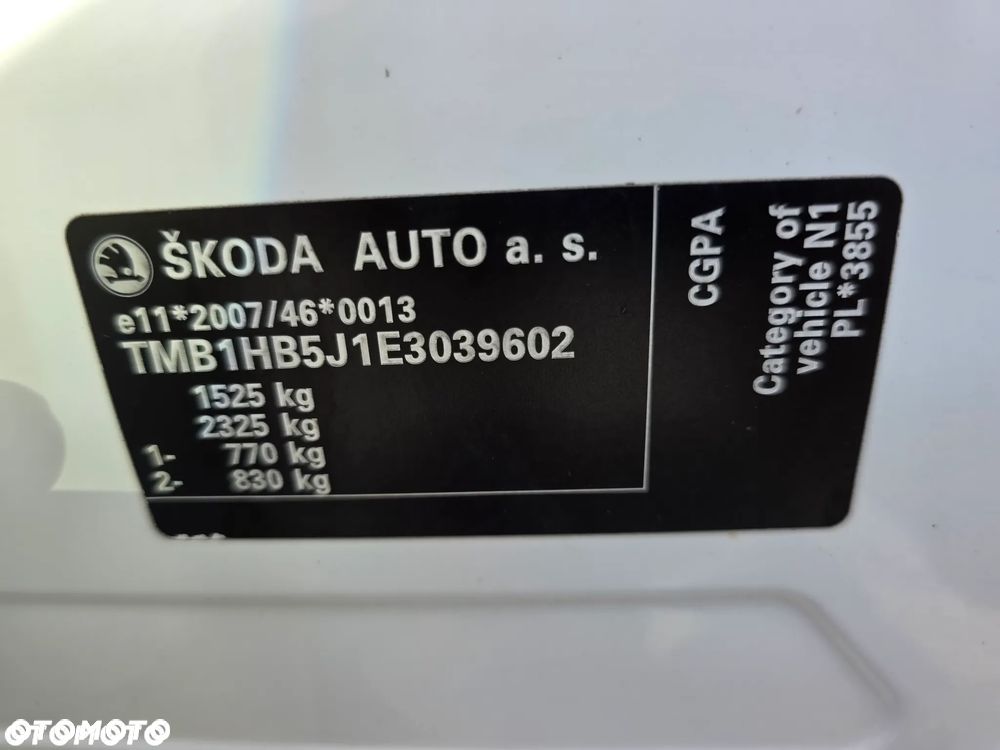 ŠKODA AUTO a. s.
e11*2007/46*0013
TMB1HB5J1E3039602
1525 kg
2325 kg
1- 770 kg
2- 830 kg
CGPA
Category of
vehicle N1
PL*3855
OTOMOTO